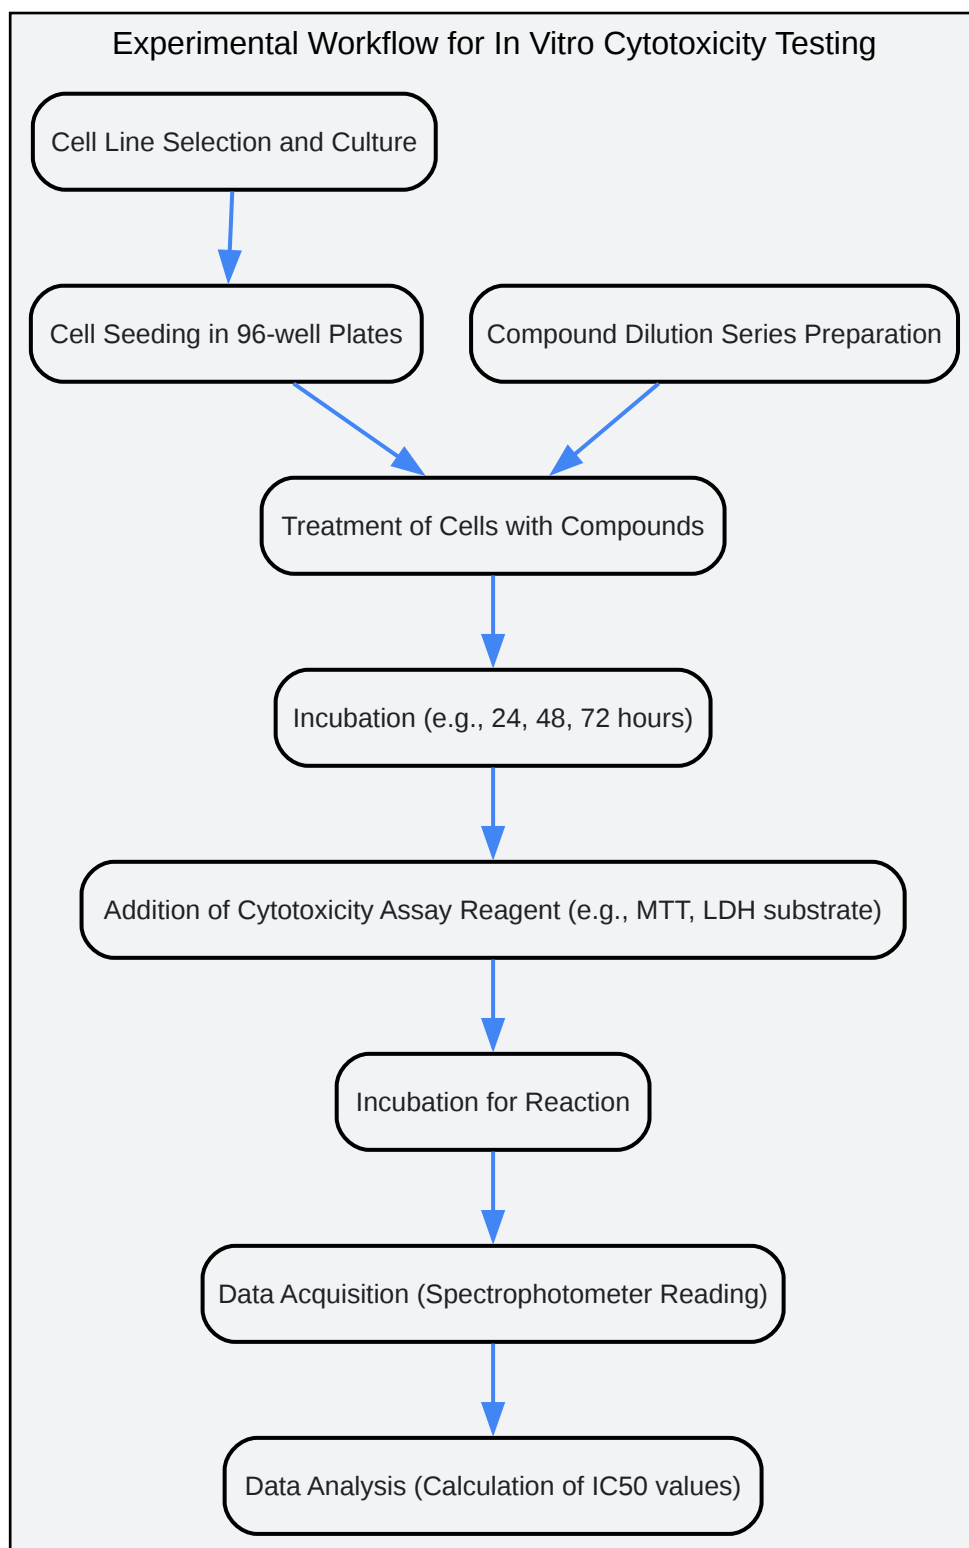 Experimental Workflow for In Vitro Cytotoxicity Testing
Cell Line Selection and Culture
Cell Seeding in 96-well Plates
Compound Dilution Series Preparation
Treatment of Cells with Compounds
Incubation (e.g., 24, 48, 72 hours)
Addition of Cytotoxicity Assay Reagent (e.g., MTT, LDH substrate)
Incubation for Reaction
Data Acquisition (Spectrophotometer Reading)
Data Analysis (Calculation of IC50 values)